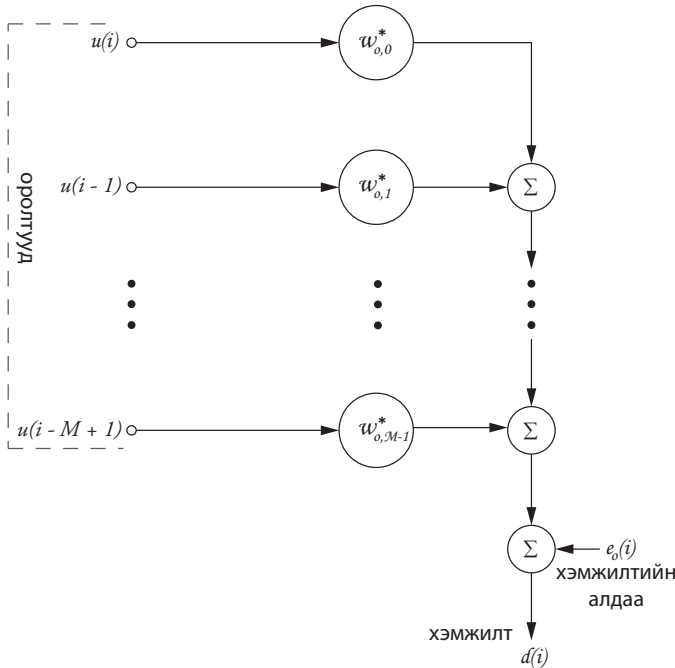 u(i)
w*o,0
оролтууд
u(i - 1)
w*o,1
Σ
u(i - M + 1)
w*o,M-1
Σ
Σ
eo(i)
хэмжилтийн
алдаа
хэмжилт
d(i)